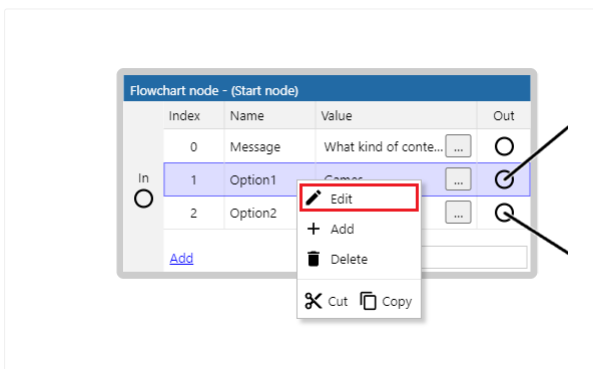 Flowchart node - (Start node)
Index Name Value Out
0 Message What kind of conte... ...
In
1 Option1 Games ...
2 Option2 ...
Add
Edit
Add
Delete
Cut Copy